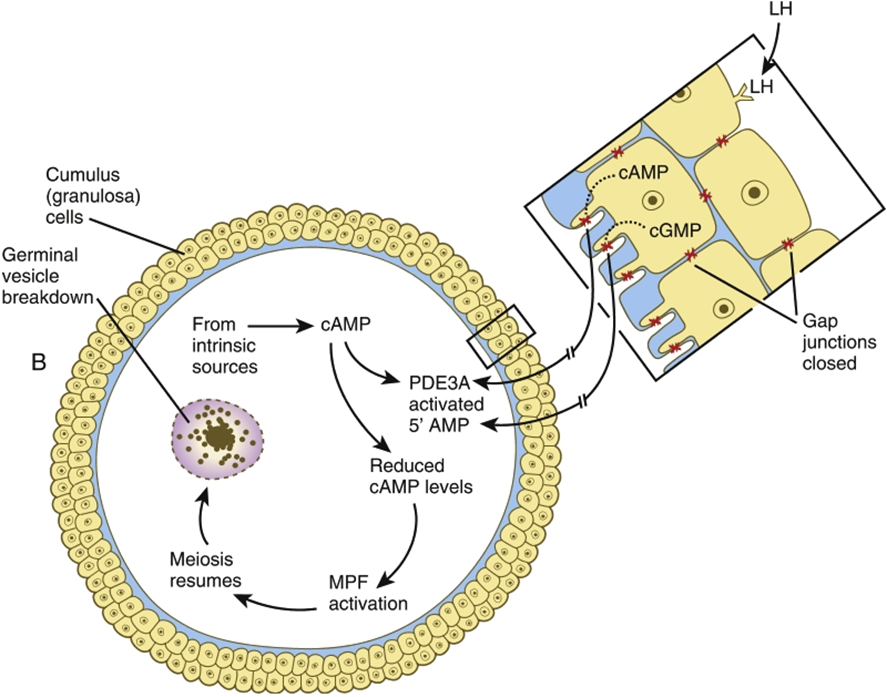 LH
LH
cAMP
cGMP
Cumulus
(granulosa)
cells
Germinal
vesicle
breakdown
B
From
intrinsic
sources
cAMP
PDE3A
activated
5' AMP
Gap
junctions
closed
Reduced
cAMP levels
Meiosis
resumes
MPF
activation